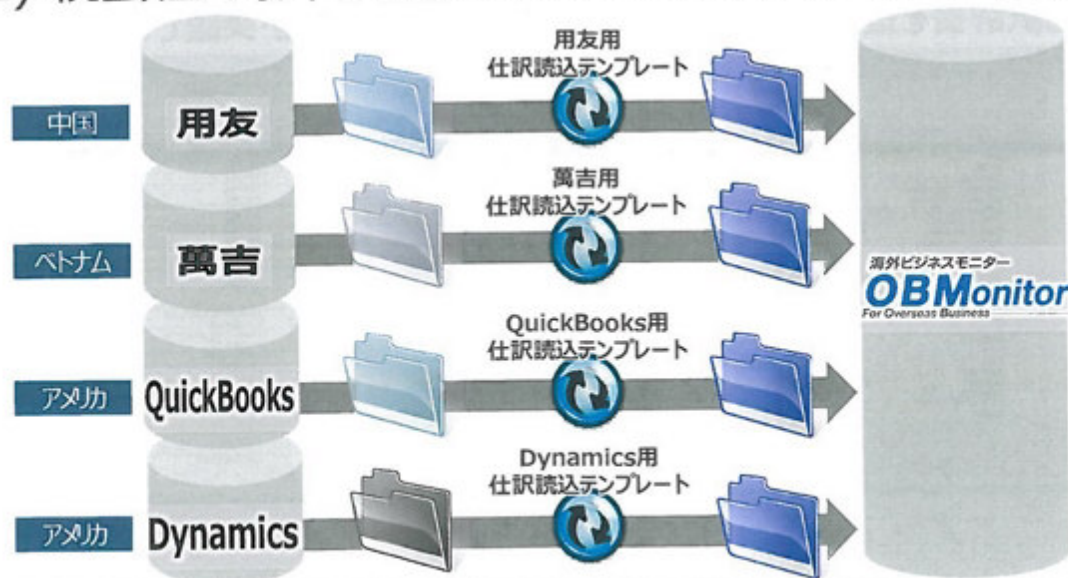 用友用
仕訳読込テンプレート
中国
用友
萬吉用
仕訳読込テンプレート
ベトナム
萬吉
海外ビジネスモニター
OBMonitor
For Overseas Business
QuickBooks用
仕訳読込テンプレート
アメリカ
QuickBooks
Dynamics用
仕訳読込テンプレート
アメリカ
Dynamics